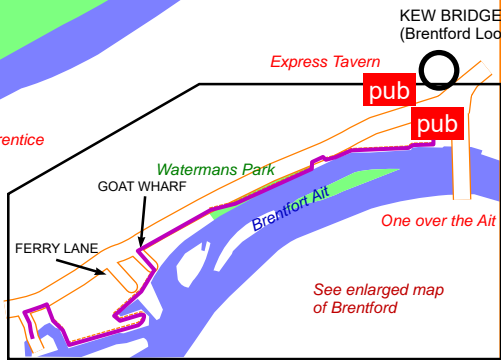 KEW BRIDGE
(Brentford Loo
Express Tavern
pub
pub
rentice
Watermans Park
GOAT WHARF
Brentfort Ait
One over the Ait
FERRY LANE
See enlarged map
of Brentford